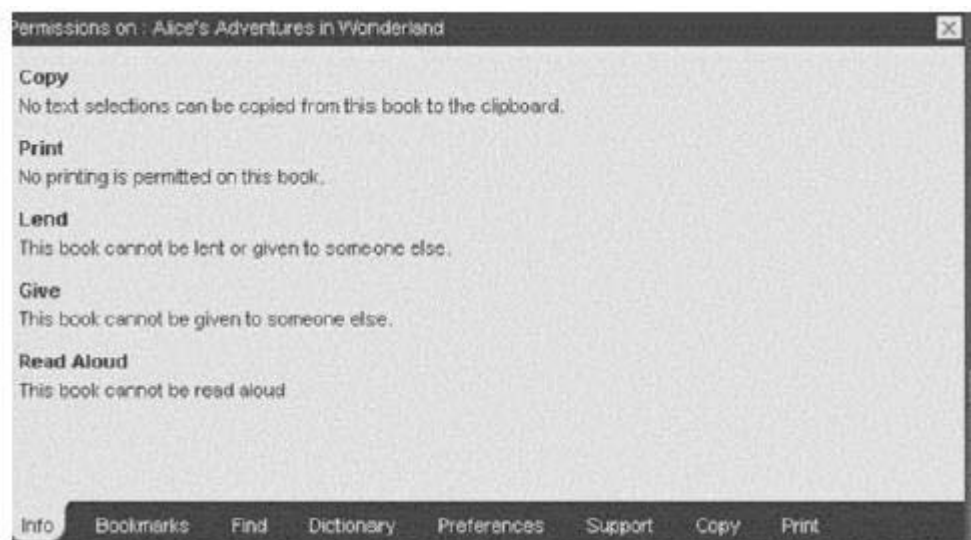 Permissions on : Alice's Adventures in Wonderland
Copy
No text selections can be copied from this book to the clipboard.
Print
No printing is permitted on this book.
Lend
This book cannot be lent or given to someone else.
Give
This book cannot be given to someone else.
Read Aloud
This book cannot be read aloud
Info Bookmarks Find Dictionary Preferences Support Copy Print